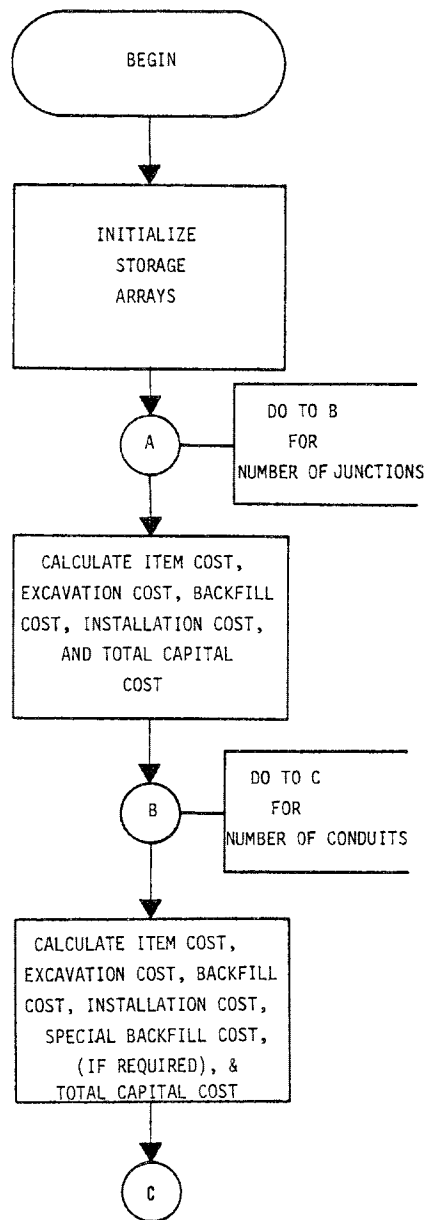 BEGIN
INITIALIZE
STORAGE
ARRAYS
A
DO TO B
FOR
NUMBER OF JUNCTIONS
CALCULATE ITEM COST,
EXCAVATION COST, BACKFILL
COST, INSTALLATION COST,
AND TOTAL CAPITAL
COST
B
DO TO C
FOR
NUMBER OF CONDUITS
CALCULATE ITEM COST,
EXCAVATION COST, BACKFILL
COST, INSTALLATION COST,
SPECIAL BACKFILL COST,
(IF REQUIRED), &
TOTAL CAPITAL COST
C